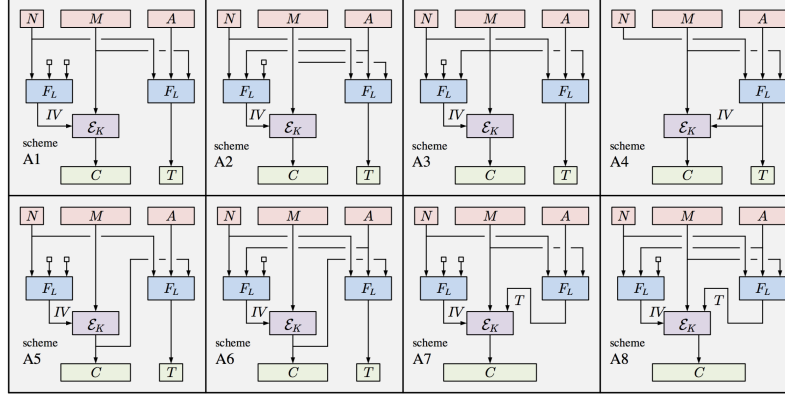 N M A N M A N M A N M A
F_L F_L F_L F_L F_L F_L F_L
IV IV IV IV
ℰ_K ℰ_K ℰ_K ℰ_K
scheme scheme scheme scheme
A1 A2 A3 A4
C T C T C T C T
N M A N M A N M A N M A
F_L F_L F_L F_L F_L F_L F_L F_L
T T
IV IV IV IV
ℰ_K ℰ_K ℰ_K ℰ_K
scheme scheme scheme scheme
A5 A6 A7 A8
C T C T C C